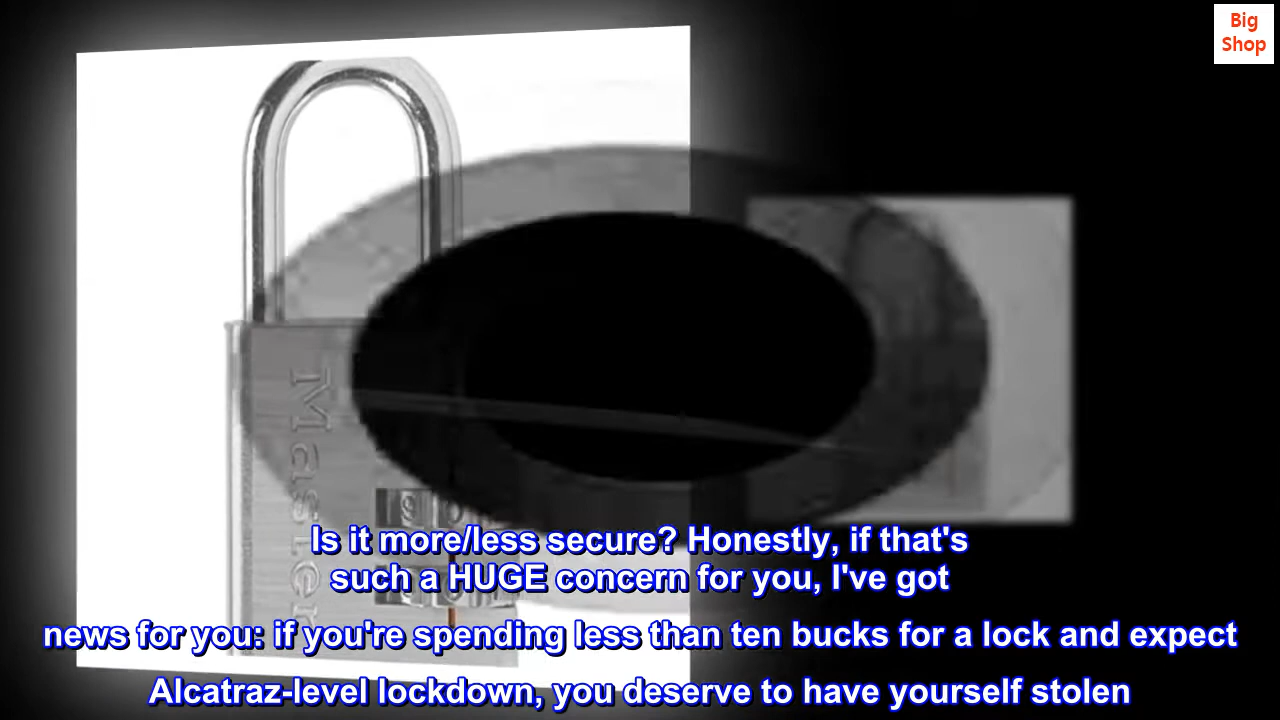 Big
Shop
Master
Is it more/less secure? Honestly, if that's
such a HUGE concern for you, I've got
news for you: if you're spending less than ten bucks for a lock and expect
Alcatraz-level lockdown, you deserve to have yourself stolen